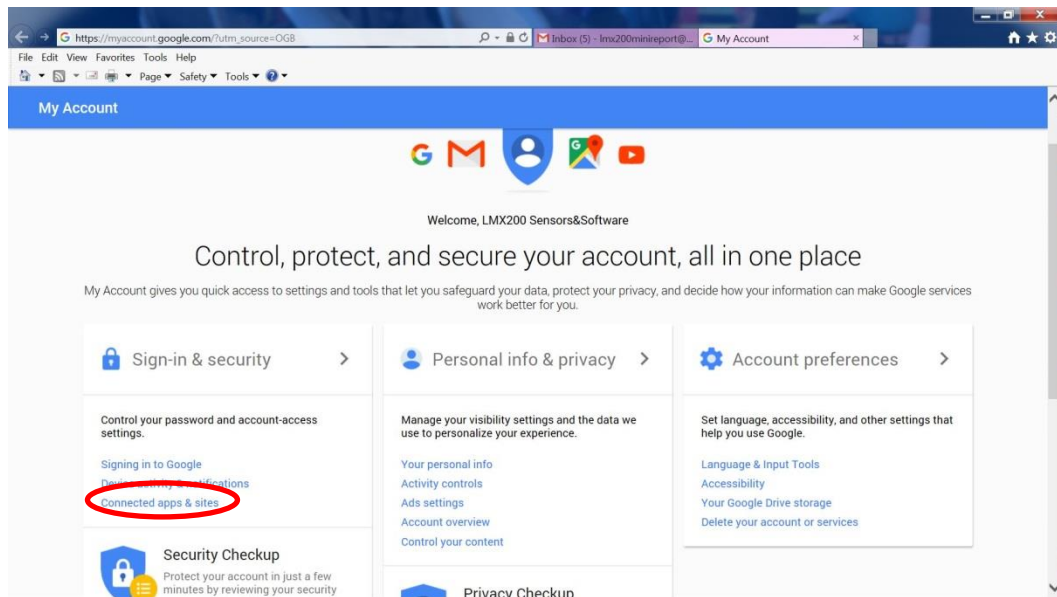 https://myaccount.google.com/?utm_source=OGB
Inbox (5) - lmx200minireport@...
My Account
File Edit View Favorites Tools Help
Page Safety Tools
My Account
Welcome, LMX200 Sensors&Software
Control, protect, and secure your account, all in one place
My Account gives you quick access to settings and tools that let you safeguard your data, protect your privacy, and decide how your information can make Google services
work better for you.
Sign-in & security
Control your password and account-access
settings.
Signing in to Google
Device activity & notifications
Connected apps & sites
Security Checkup
Protect your account in just a few
minutes by reviewing your security
Personal info & privacy
Manage your visibility settings and the data we
use to personalize your experience.
Your personal info
Activity controls
Ads settings
Account overview
Control your content
Privacy Checkup
Account preferences
Set language, accessibility, and other settings that
help you use Google.
Language & Input Tools
Accessibility
Your Google Drive storage
Delete your account or services